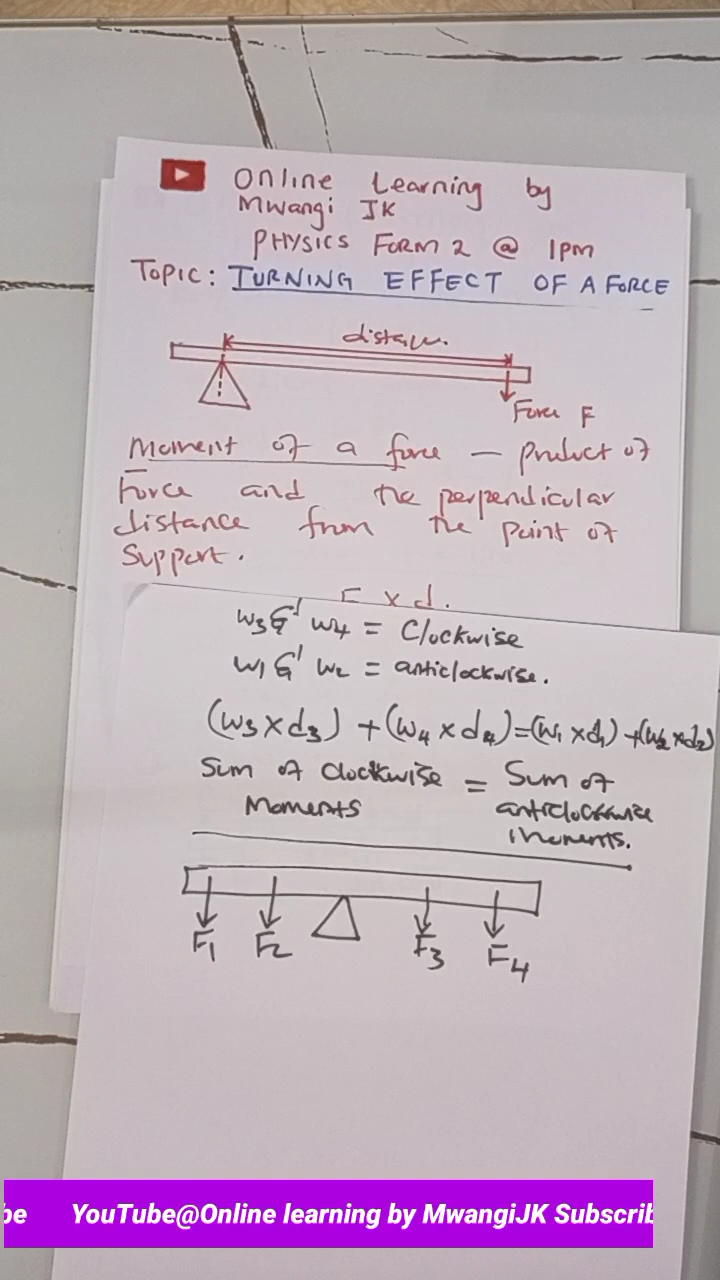 Online Learning by
Mwangi JK
PHYSICS FORM 2 @ 1pm
TOPIC: TURNING EFFECT OF A FORCE
distance.
Force F
Moment of a force – product of
Force and the perpendicular
distance from the point of
Support.
F x d.
W3 & W4 = Clockwise
W1 & W2 = anticlockwise.
(W3 x d3) + (W4 x d4) = (W1 x d1) + (W2 x d2)
Sum of Clockwise = Sum of
Moments anticlockwise
moments.
F1 F2 F3 F4
be YouTube@Online learning by MwangiJK Subscrib